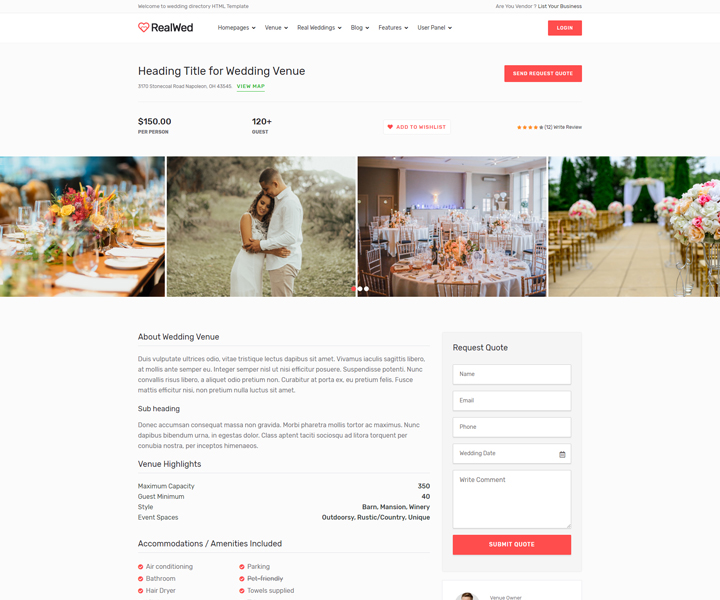 Welcome to wedding directory HTML Template
Are You Vendor ? List Your Business
RealWed
Homepages
Venue
Real Weddings
Blog
Features
User Panel
LOGIN
Heading Title for Wedding Venue
SEND REQUEST QUOTE
3170 Stonecoal Road Napoleon, OH 43545. VIEW MAP
$150.00
PER PERSON
120+
GUEST
ADD TO WISHLIST
(12) Write Review
About Wedding Venue
Duis vulputate ultrices odio, vitae tristique lectus dapibus sit amet. Vivamus iaculis sagittis libero,
at mollis ante semper eu. Integer semper nisl ut nisi efficitur posuere. Suspendisse potenti. Nunc
convallis risus libero, a aliquet odio pretium non. Curabitur at porta ex, eu pretium felis. Fusce
mattis efficitur nisi, non pretium nulla luctus sit amet.
Sub heading
Donec accumsan consequat massa non gravida. Morbi pharetra mollis tortor ac maximus. Nunc
dapibus bibendum urna, in egestas dolor. Class aptent taciti sociosqu ad litora torquent per
conubia nostra, per inceptos himenaeos.
Venue Highlights
Maximum Capacity 350
Guest Minimum 40
Style Barn, Mansion, Winery
Event Spaces Outdoorsy, Rustic/Country, Unique
Accommodations / Amenities Included
Air conditioning
Parking
Bathroom
Pet-friendly
Hair Dryer
Towels supplied
Request Quote
Name
Email
Phone
Wedding Date
Write Comment
SUBMIT QUOTE
Venue Owner